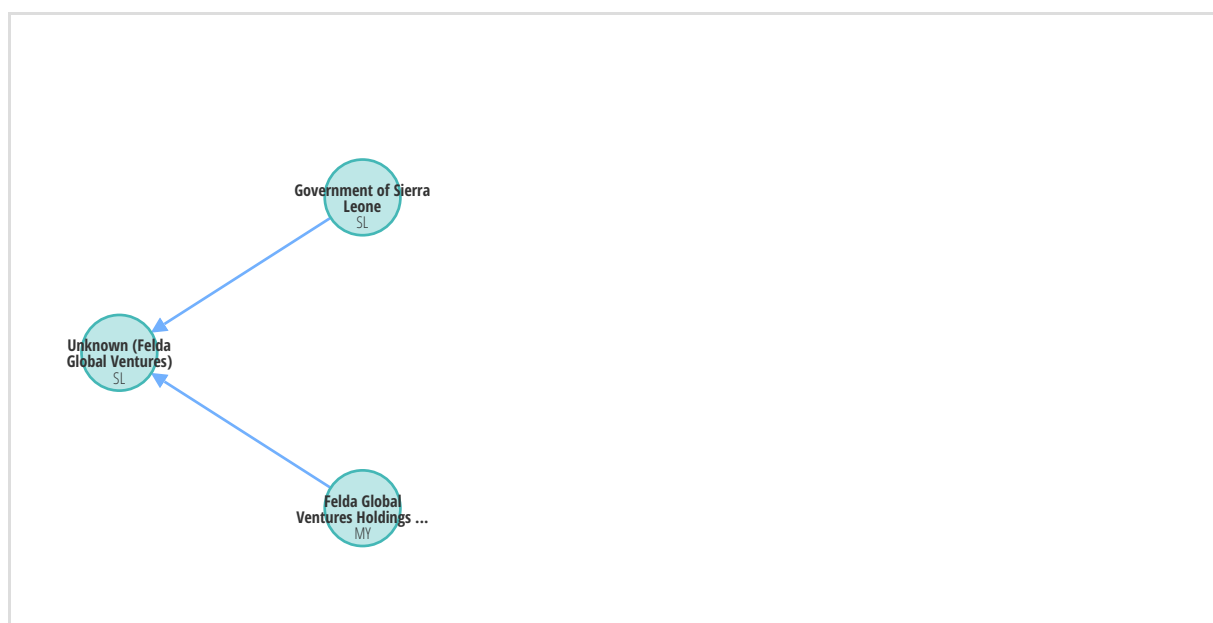 Government of Sierra
Leone
SL
Unknown (Felda
Global Ventures)
SL
Felda Global
Ventures Holdings ...
MY